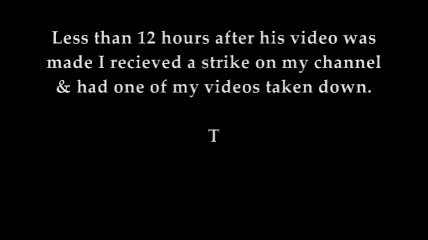 Less than 12 hours after his video was
made I recieved a strike on my channel
& had one of my videos taken down.
T